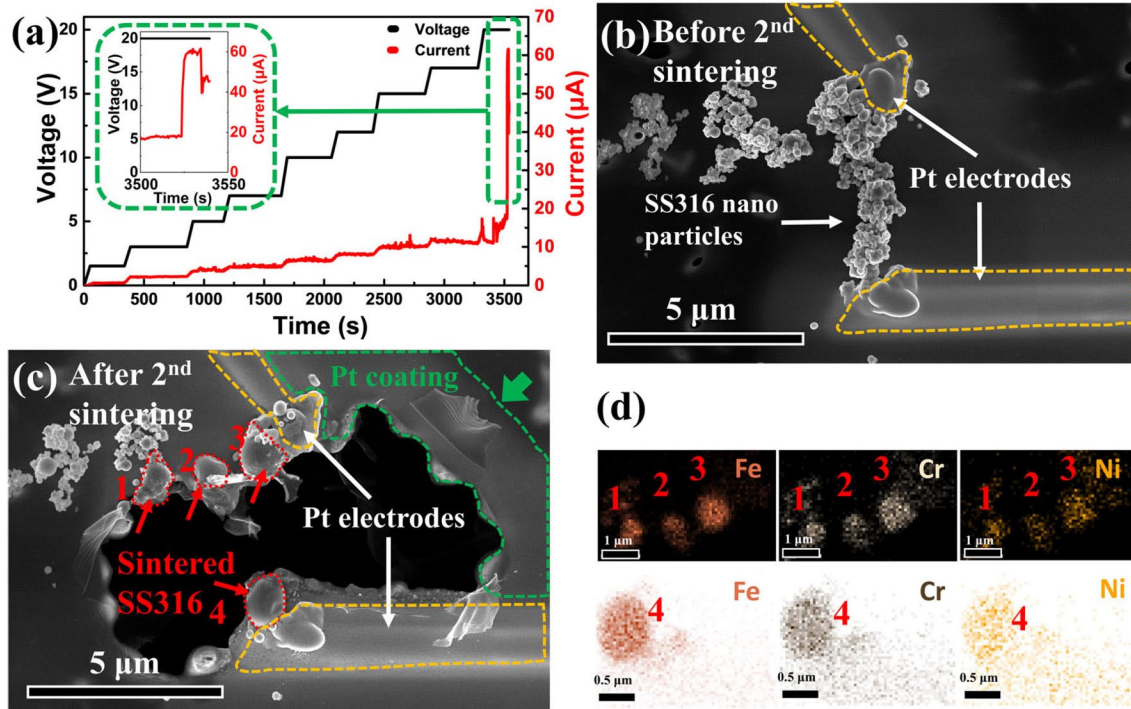 (a)
20
15
10
5
0
Voltage (V)
0
500
1000
1500
2000
2500
3000
3500
Time (s)
70
60
50
40
30
20
10
0
Current (µA)
Voltage
Current
20
15
10
5
0
Voltage (V)
3500
3550
Time (s)
60
40
20
0
Current (µA)
(b)
Before 2nd
sintering
Pt electrodes
SS316 nano
particles
5 µm
(c)
After 2nd
sintering
Pt coating
1
2
3
Pt electrodes
Sintered
SS316
4
5 µm
(d)
1 2 3 Fe
1 µm
1 2 3 Cr
1 µm
1 2 3 Ni
1 µm
4 Fe
0.5 µm
4 Cr
0.5 µm
4 Ni
0.5 µm